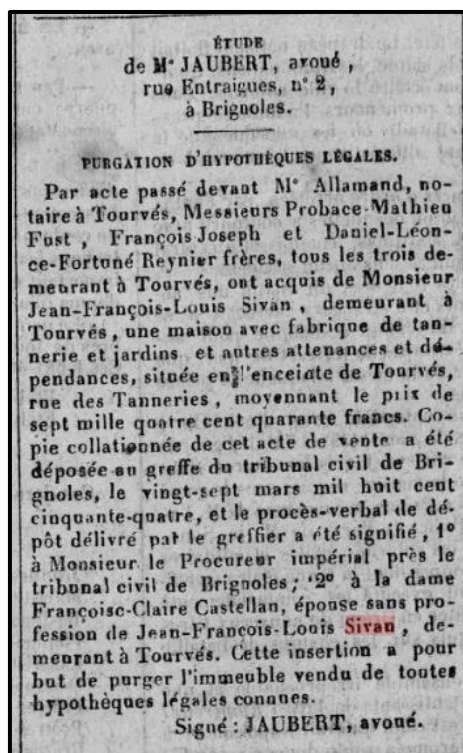 ÉTUDE
de Mᵉ JAUBERT, avoué,
rue Entraigues, n° 2,
à Brignoles.
PURGATION D'HYPOTHÈQUES LÉGALES.
Par acte passé devant Mᵉ Allamand, no-
taire à Tourvés, Messieurs Probace-Mathieu
Fust, François Joseph et Daniel-Léon-
ce-Fortuné Reynier frères, tous les trois de-
meurant à Tourvés, ont acquis de Monsieur
Jean-François-Louis Sivan, demeurant à
Tourvés, une maison avec fabrique de tan-
nerie et jardins et autres attenances et dé-
pendances, située en l'enceinte de Tourvés,
rue des Tanneries, moyennant le prix de
sept mille quatre cent quarante francs. Co-
pie collationnée de cet acte de vente a été
déposée au greffe du tribunal civil de Bri-
gnoles, le vingt-sept mars mil huit cent
cinquante-quatre, et le procès-verbal de dé-
pôt délivré par le greffier a été signifié, 1°
à Monsieur le Procureur impérial près le
tribunal civil de Brignoles; 2° à la dame
Françoise-Claire Castellan, épouse sans pro-
fession de Jean-François-Louis Sivan, de-
meurant à Tourvés. Cette insertion a pour
but de purger l'immeuble vendu de toutes
hypothèques légales connues.
Signé: JAUBERT, avoué.